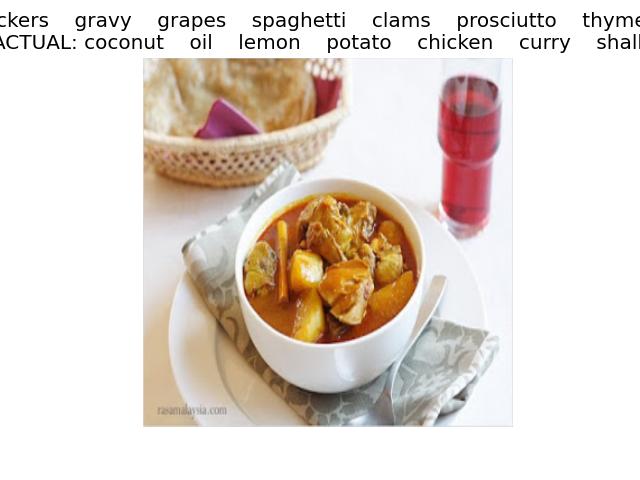 ckers gravy grapes spaghetti clams prosciutto thyme
ACTUAL: coconut oil lemon potato chicken curry shall
rasamalaysia.com